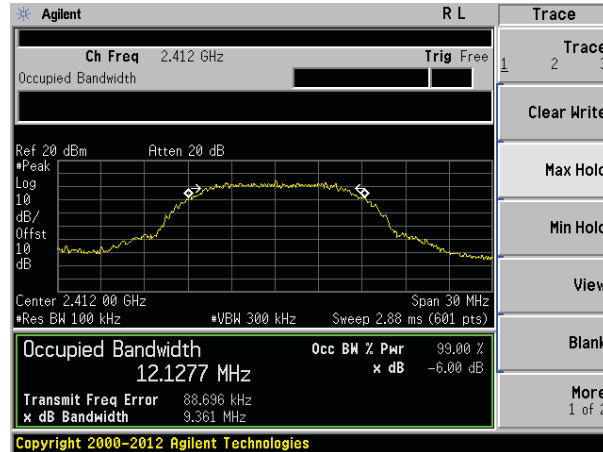 Agilent R L Trace
Ch Freq 2.412 GHz Trig Free
Occupied Bandwidth
Trace
1 2 3
Clear Write
Max Hold
Min Hold
View
Blank
More
1 of 2
Ref 20 dBm Atten 20 dB
#Peak
Log
10
dB/
Offst
10
dB
Center 2.412 00 GHz Span 30 MHz
#Res BW 100 kHz #VBW 300 kHz Sweep 2.88 ms (601 pts)
Occupied Bandwidth Occ BW % Pwr 99.00 %
12.1277 MHz x dB -6.00 dB
Transmit Freq Error 88.696 kHz
x dB Bandwidth 9.361 MHz
Copyright 2000-2012 Agilent Technologies